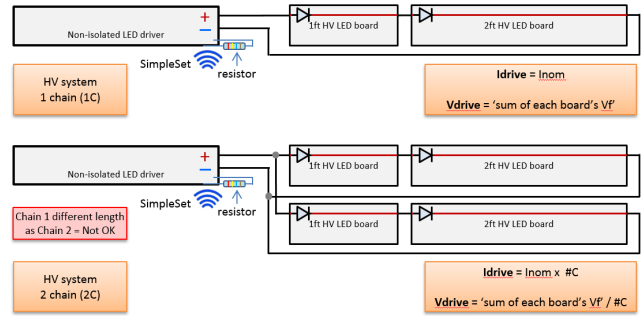 +
−
Non-isolated LED driver
1ft HV LED board
2ft HV LED board
SimpleSet
resistor
HV system
1 chain (1C)
Idrive = Inom
Vdrive = ‘sum of each board’s Vf’
+
−
Non-isolated LED driver
1ft HV LED board
2ft HV LED board
SimpleSet
resistor
Chain 1 different length
as Chain 2 = Not OK
1ft HV LED board
2ft HV LED board
HV system
2 chain (2C)
Idrive = Inom x #C
Vdrive = ‘sum of each board’s Vf’ / #C